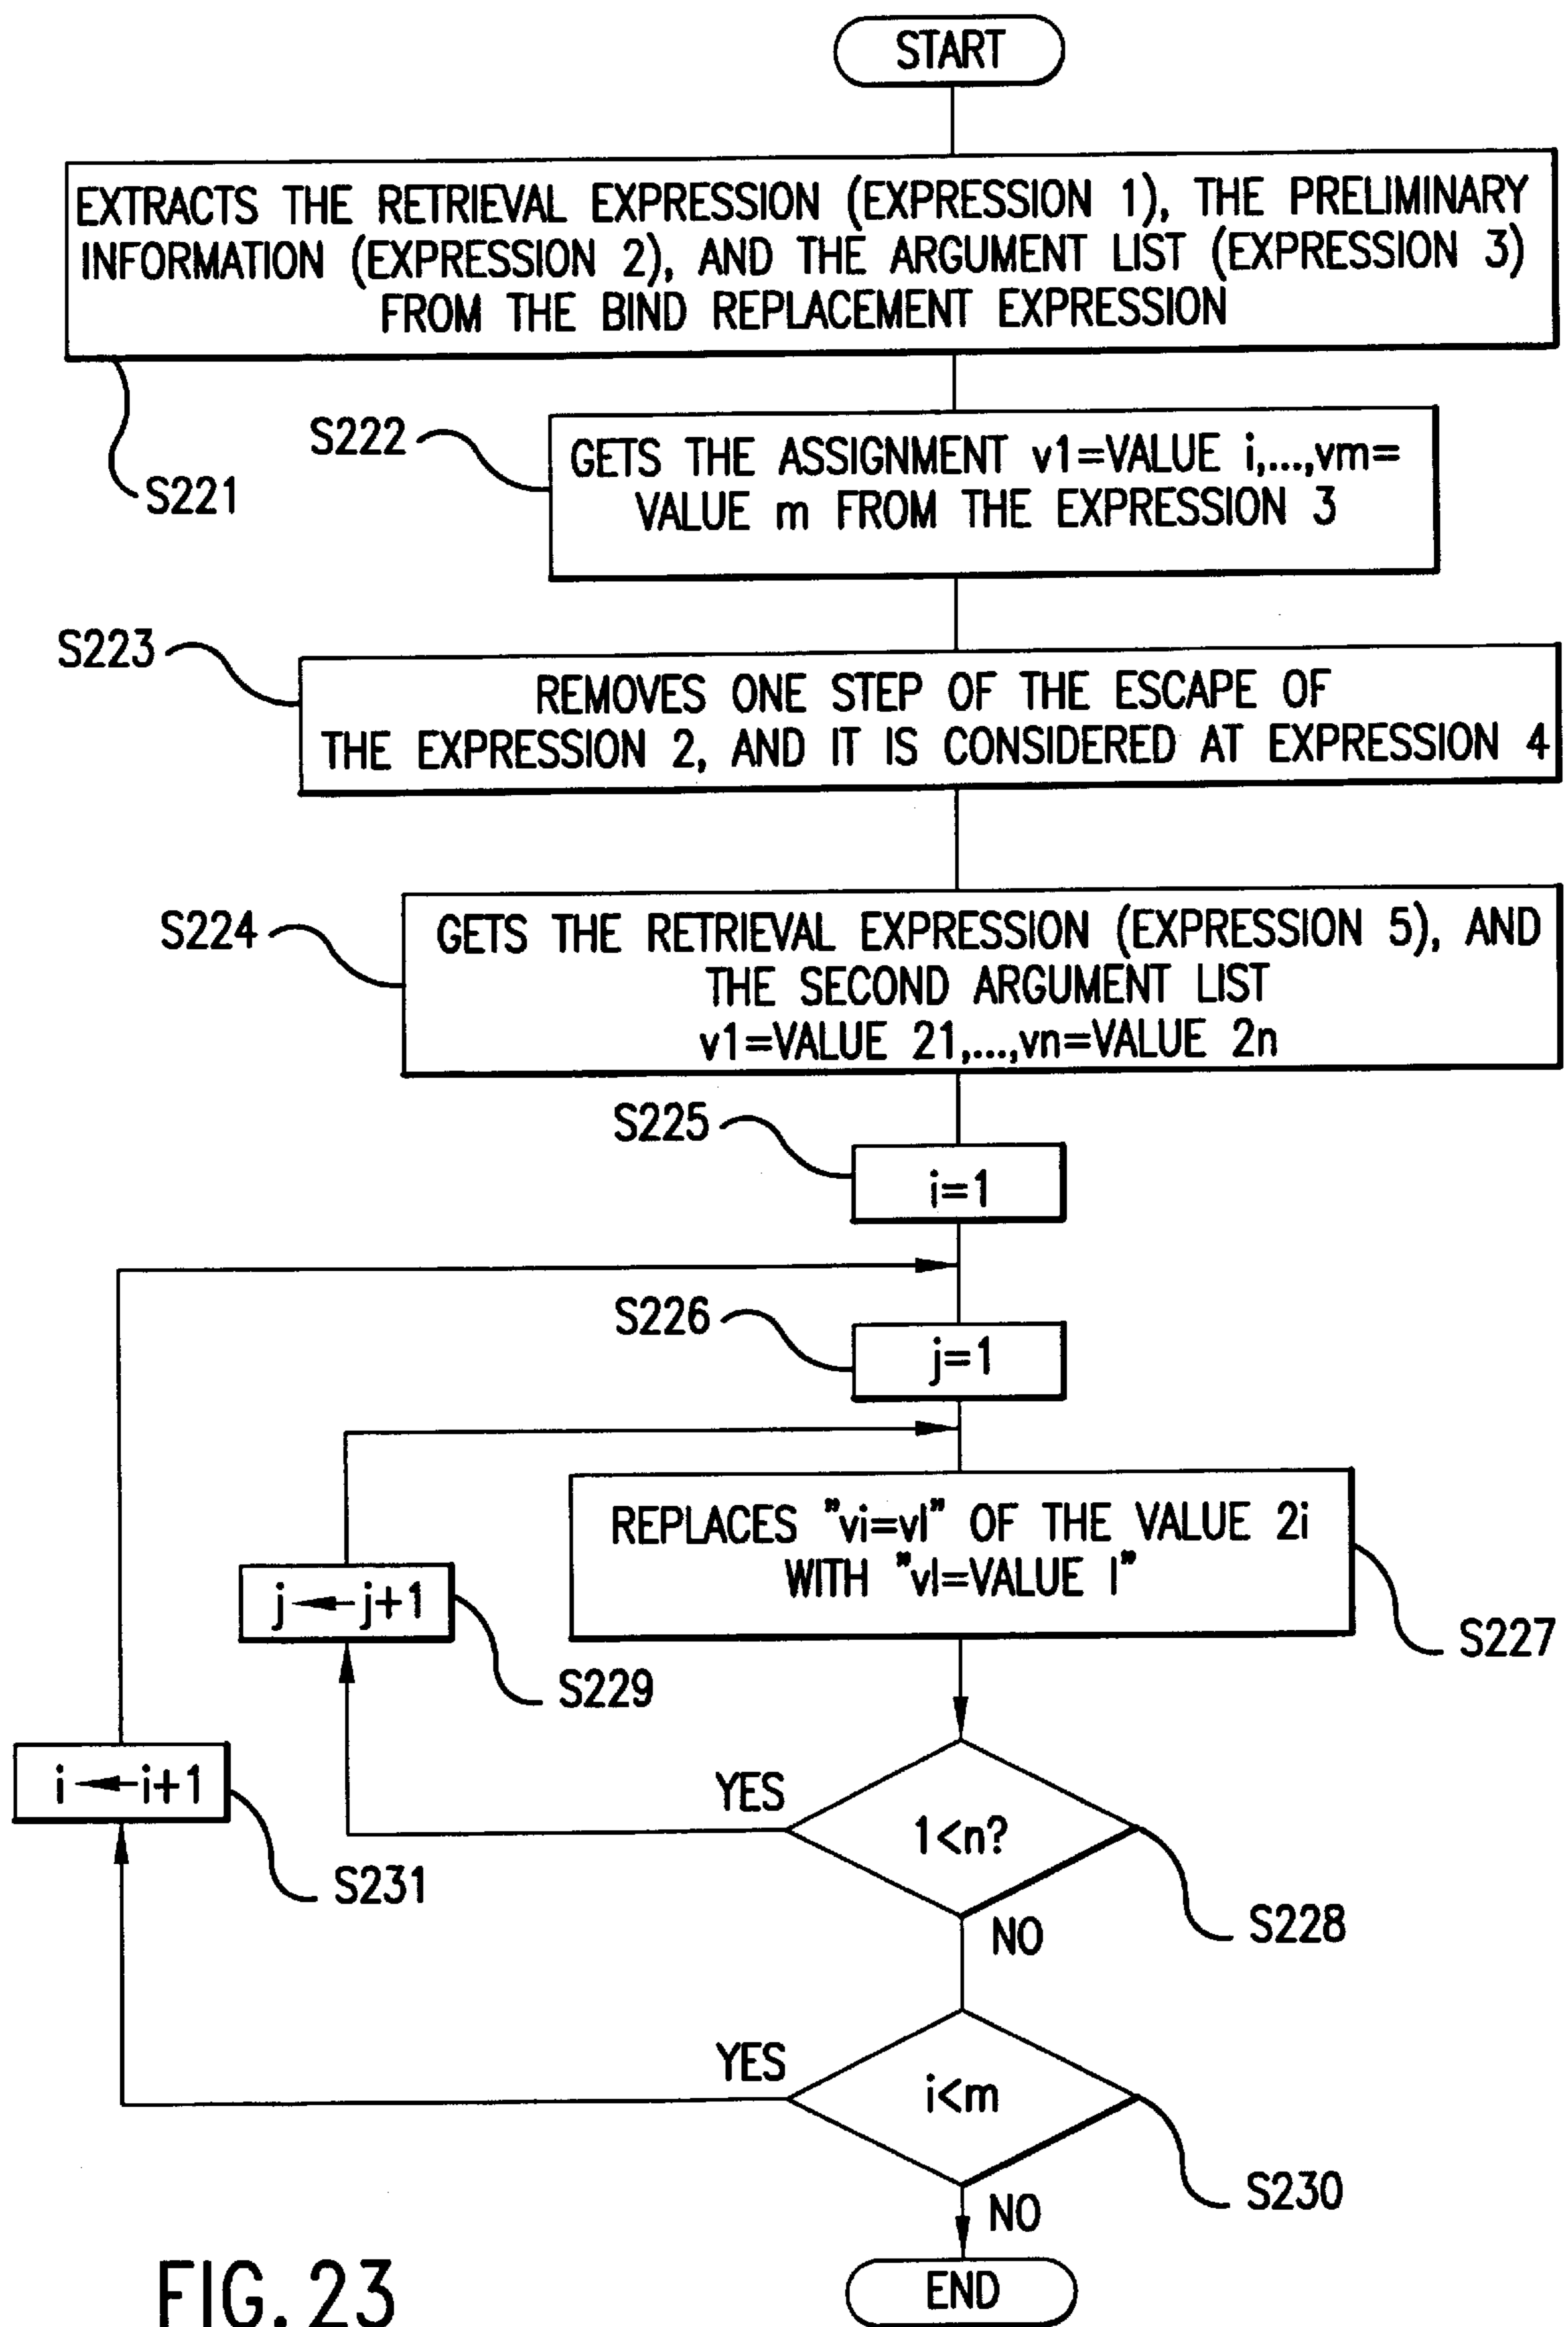 START
EXTRACTS THE RETRIEVAL EXPRESSION (EXPRESSION 1), THE PRELIMINARY
INFORMATION (EXPRESSION 2), AND THE ARGUMENT LIST (EXPRESSION 3)
FROM THE BIND REPLACEMENT EXPRESSION
S221
S222
GETS THE ASSIGNMENT v1=VALUE i,...,vm=
VALUE m FROM THE EXPRESSION 3
S223
REMOVES ONE STEP OF THE ESCAPE OF
THE EXPRESSION 2, AND IT IS CONSIDERED AT EXPRESSION 4
S224
GETS THE RETRIEVAL EXPRESSION (EXPRESSION 5), AND
THE SECOND ARGUMENT LIST
v1=VALUE 21,...,vn=VALUE 2n
S225
i=1
S226
j=1
REPLACES "vi=vl" OF THE VALUE 2i
WITH "vl=VALUE l"
S227
j←j+1
S229
i←i+1
S231
YES
1<n?
S228
NO
YES
i<m
S230
NO
END
FIG.23